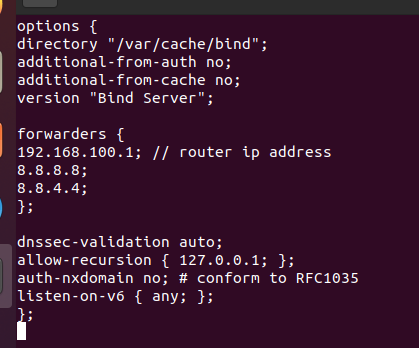 options {
directory "/var/cache/bind";
additional-from-auth no;
additional-from-cache no;
version "Bind Server";

forwarders {
192.168.100.1; // router ip address
8.8.8.8;
8.8.4.4;
};

dnssec-validation auto;
allow-recursion { 127.0.0.1; };
auth-nxdomain no; # conform to RFC1035
listen-on-v6 { any; };
};